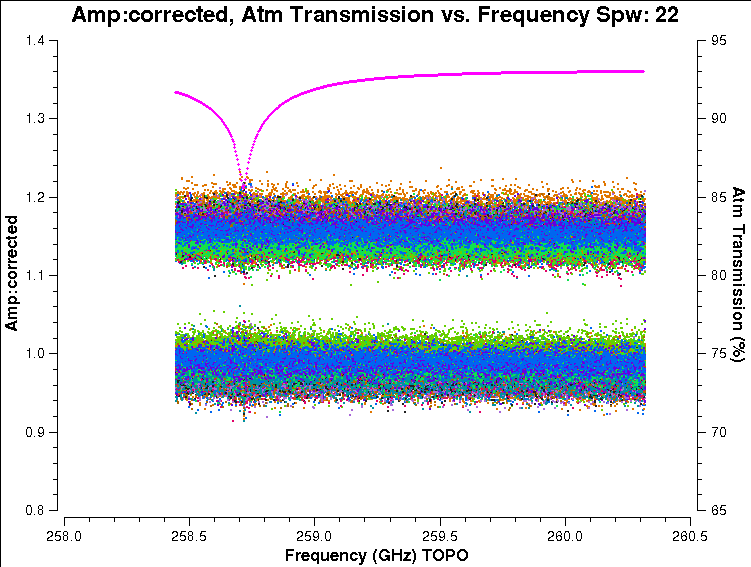 Amp:corrected, Atm Transmission vs. Frequency Spw: 22
1.4
1.3
1.2
1.1
1.0
0.9
0.8
Amp:corrected
95
90
85
80
75
70
65
Atm Transmission (%)
258.0 258.5 259.0 259.5 260.0 260.5
Frequency (GHz) TOPO